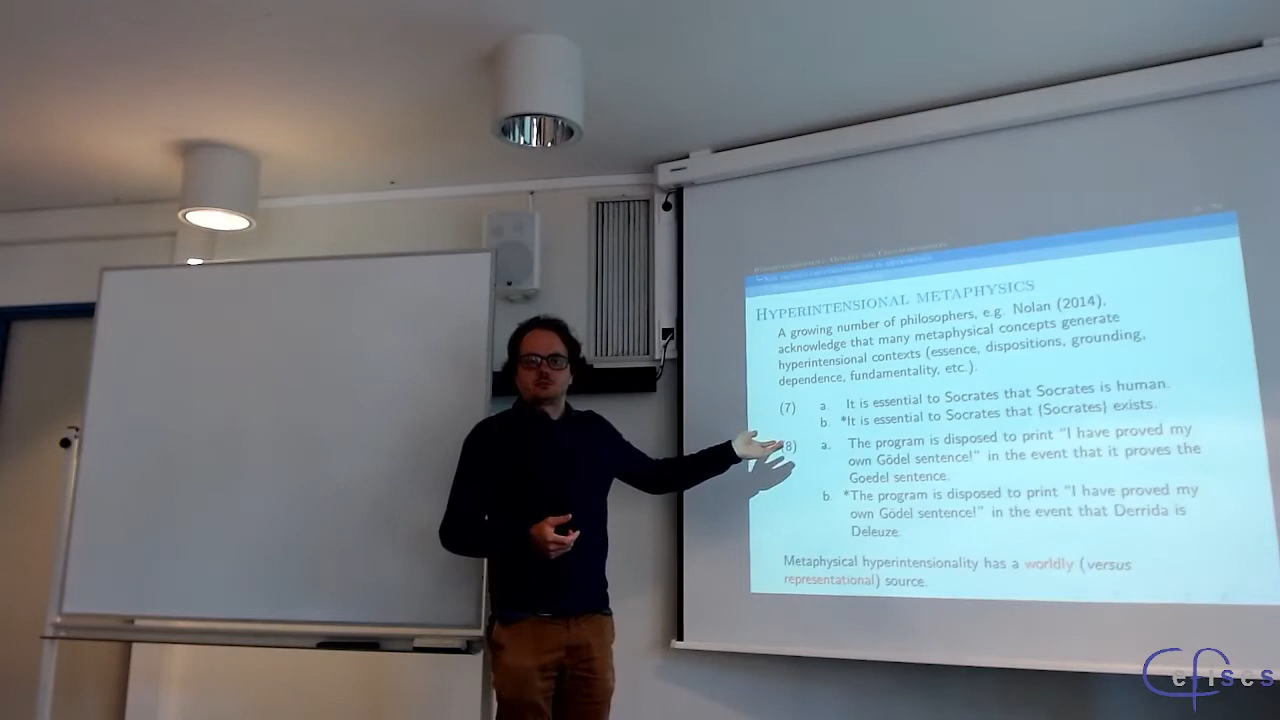 HYPERINTENSIONAL METAPHYSICS
A growing number of philosophers, e.g. Nolan (2014),
acknowledge that many metaphysical concepts generate
hyperintensional contexts (essence, dispositions, grounding,
dependence, fundamentality, etc.).
(7) a. It is essential to Socrates that Socrates is human.
b. *It is essential to Socrates that {Socrates} exists.
8) a. The program is disposed to print "I have proved my
own Gödel sentence!" in the event that it proves the
Goedel sentence.
b. *The program is disposed to print "I have proved my
own Gödel sentence!" in the event that Derrida is
Deleuze.
Metaphysical hyperintensionality has a worldly (versus
representational) source.
Cefises